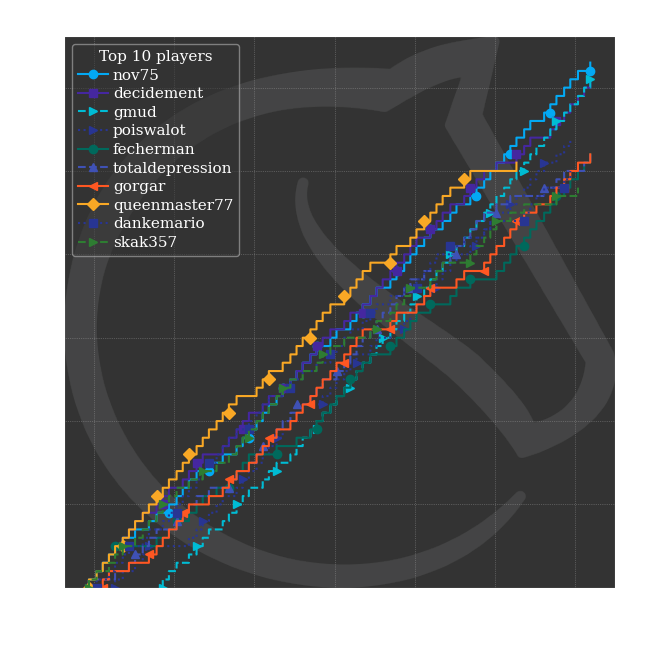 Top 10 players
nov75
decidement
gmud
poiswalot
fecherman
totaldepression
gorgar
queenmaster77
dankemario
skak357